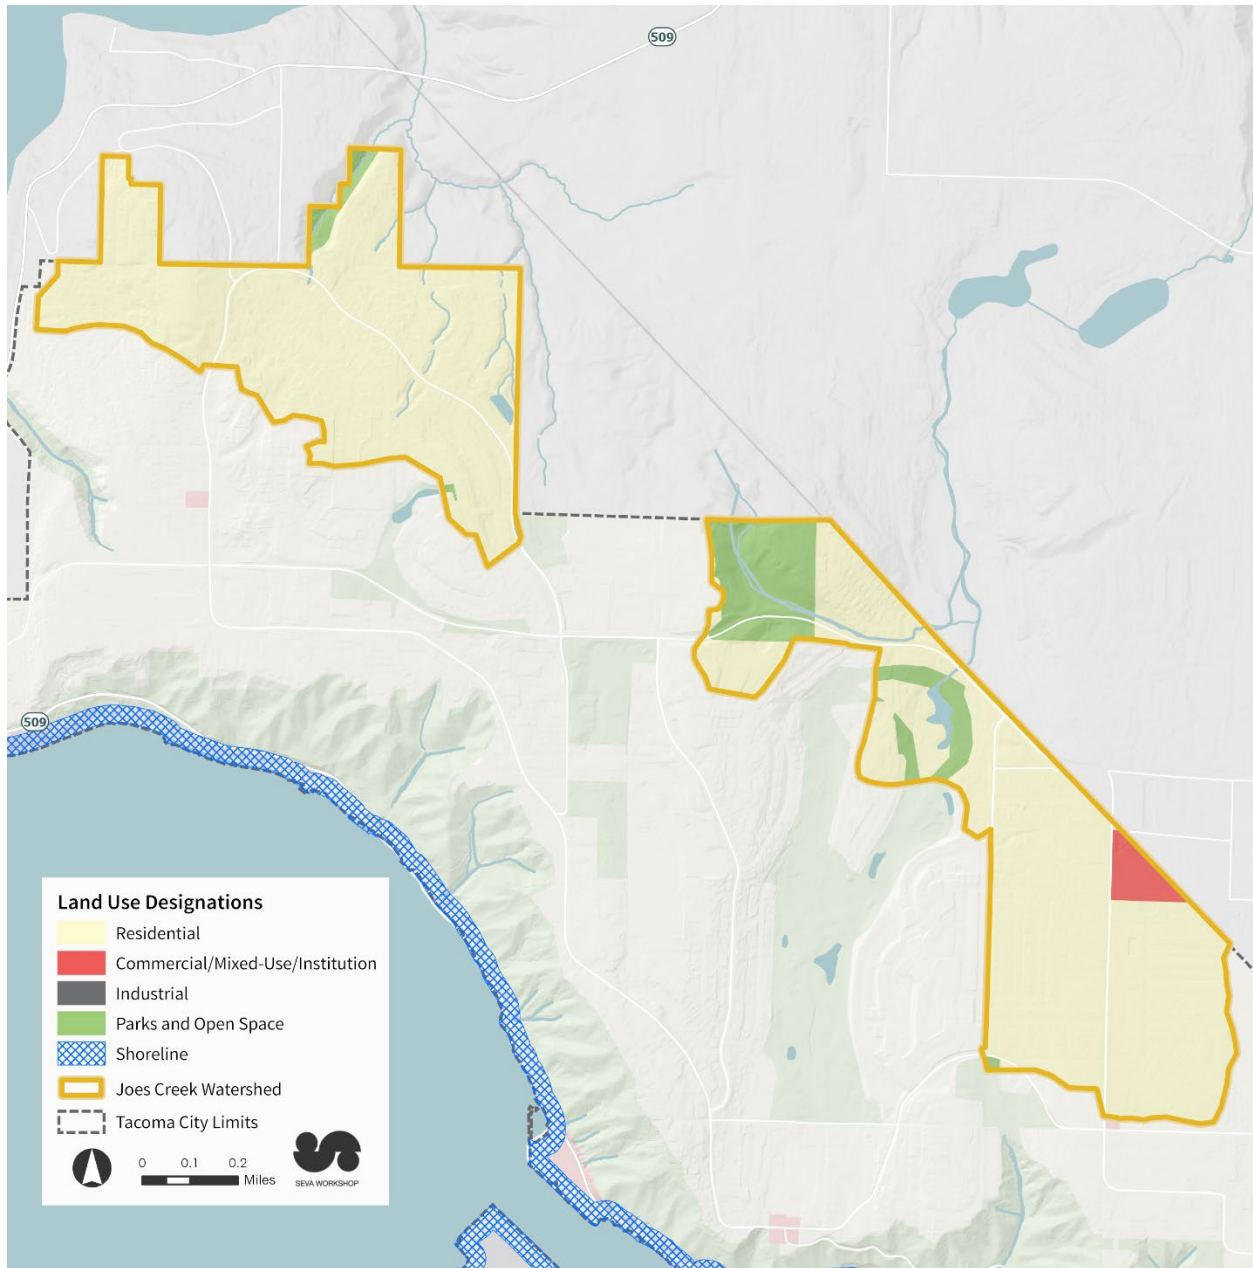 509
509
Land Use Designations
Residential
Commercial/Mixed-Use/Institution
Industrial
Parks and Open Space
Shoreline
Joes Creek Watershed
Tacoma City Limits
0 0.1 0.2
Miles
SEVA WORKSHOP